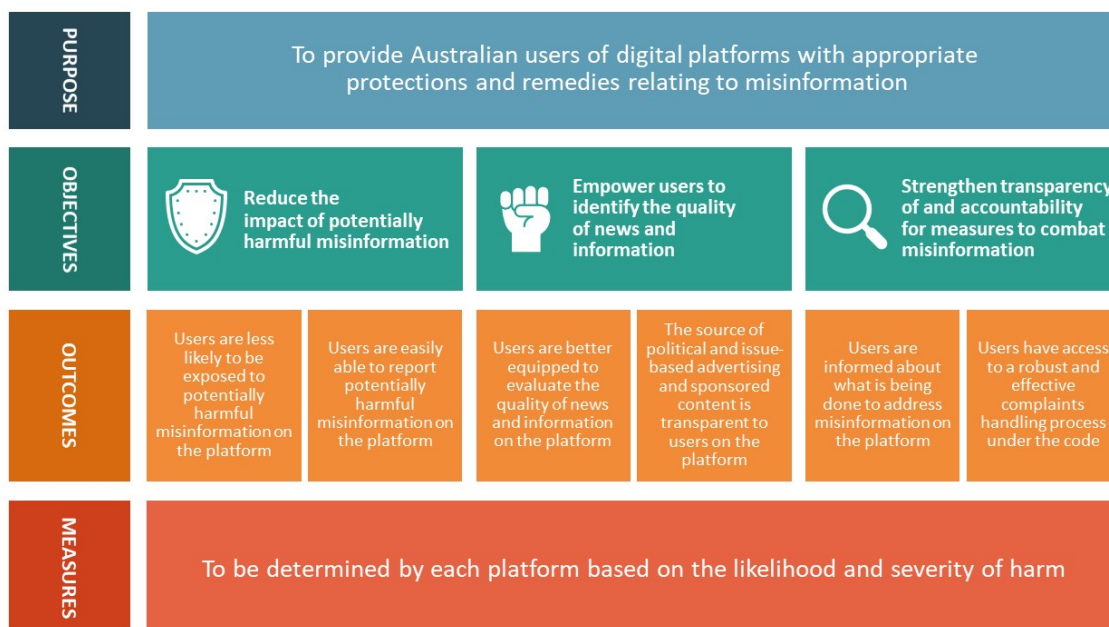 PURPOSE
To provide Australian users of digital platforms with appropriate
protections and remedies relating to misinformation
OBJECTIVES
Reduce the
impact of potentially
harmful misinformation
Empower users to
identify the quality
of news and
information
Strengthen transparency
of and accountability
for measures to combat
misinformation
OUTCOMES
Users are less
likely to be
exposed to
potentially
harmful
misinformation on
the platform
Users are easily
able to report
potentially
harmful
misinformation on
the platform
Users are better
equipped to
evaluate the
quality of news
and information
on the platform
The source of
political and issue-
based advertising
and sponsored
content is
transparent to
users on the
platform
Users are
informed about
what is being
done to address
misinformation on
the platform
Users have access
to a robust and
effective
complaints
handling process
under the code
MEASURES
To be determined by each platform based on the likelihood and severity of harm